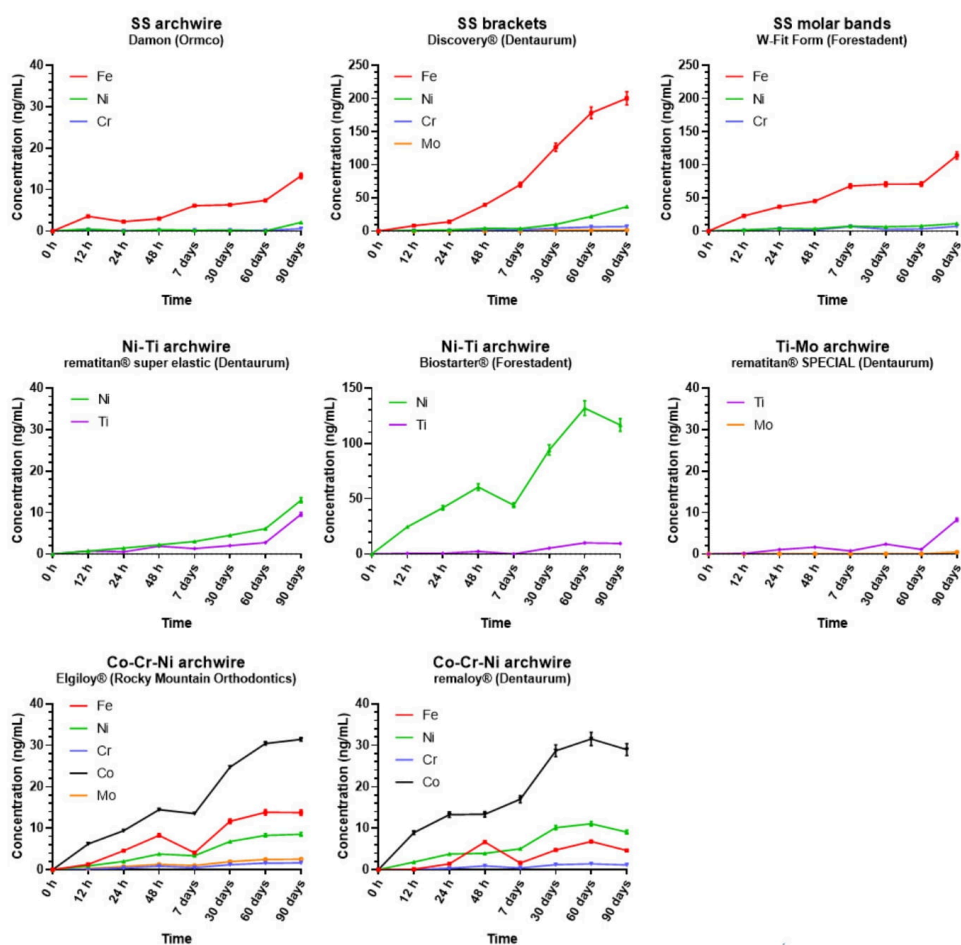 SS archwire
Damon (Ormco)
Concentration (ng/mL)
40
30
20
10
0
Fe
Ni
Cr
0 h
12 h
24 h
48 h
7 days
30 days
60 days
90 days
Time
SS brackets
Discovery® (Dentaurum)
Concentration (ng/mL)
250
200
150
100
50
0
Fe
Ni
Cr
Mo
0 h
12 h
24 h
48 h
7 days
30 days
60 days
90 days
Time
SS molar bands
W-Fit Form (Forestadent)
Concentration (ng/mL)
250
200
150
100
50
0
Fe
Ni
Cr
0 h
12 h
24 h
48 h
7 days
30 days
60 days
90 days
Time
Ni-Ti archwire
rematitan® super elastic (Dentaurum)
Concentration (ng/mL)
40
30
20
10
0
Ni
Ti
0 h
12 h
24 h
48 h
7 days
30 days
60 days
90 days
Time
Ni-Ti archwire
Biostarter® (Forestadent)
Concentration (ng/mL)
150
100
50
0
Ni
Ti
0 h
12 h
24 h
48 h
7 days
30 days
60 days
90 days
Time
Ti-Mo archwire
rematitan® SPECIAL (Dentaurum)
Concentration (ng/mL)
40
30
20
10
0
Ti
Mo
0 h
12 h
24 h
48 h
7 days
30 days
60 days
90 days
Time
Co-Cr-Ni archwire
Elgiloy® (Rocky Mountain Orthodontics)
Concentration (ng/mL)
40
30
20
10
0
Fe
Ni
Cr
Co
Mo
0 h
12 h
24 h
48 h
7 days
30 days
60 days
90 days
Time
Co-Cr-Ni archwire
remaloy® (Dentaurum)
Concentration (ng/mL)
40
30
20
10
0
Fe
Ni
Cr
Co
0 h
12 h
24 h
48 h
7 days
30 days
60 days
90 days
Time